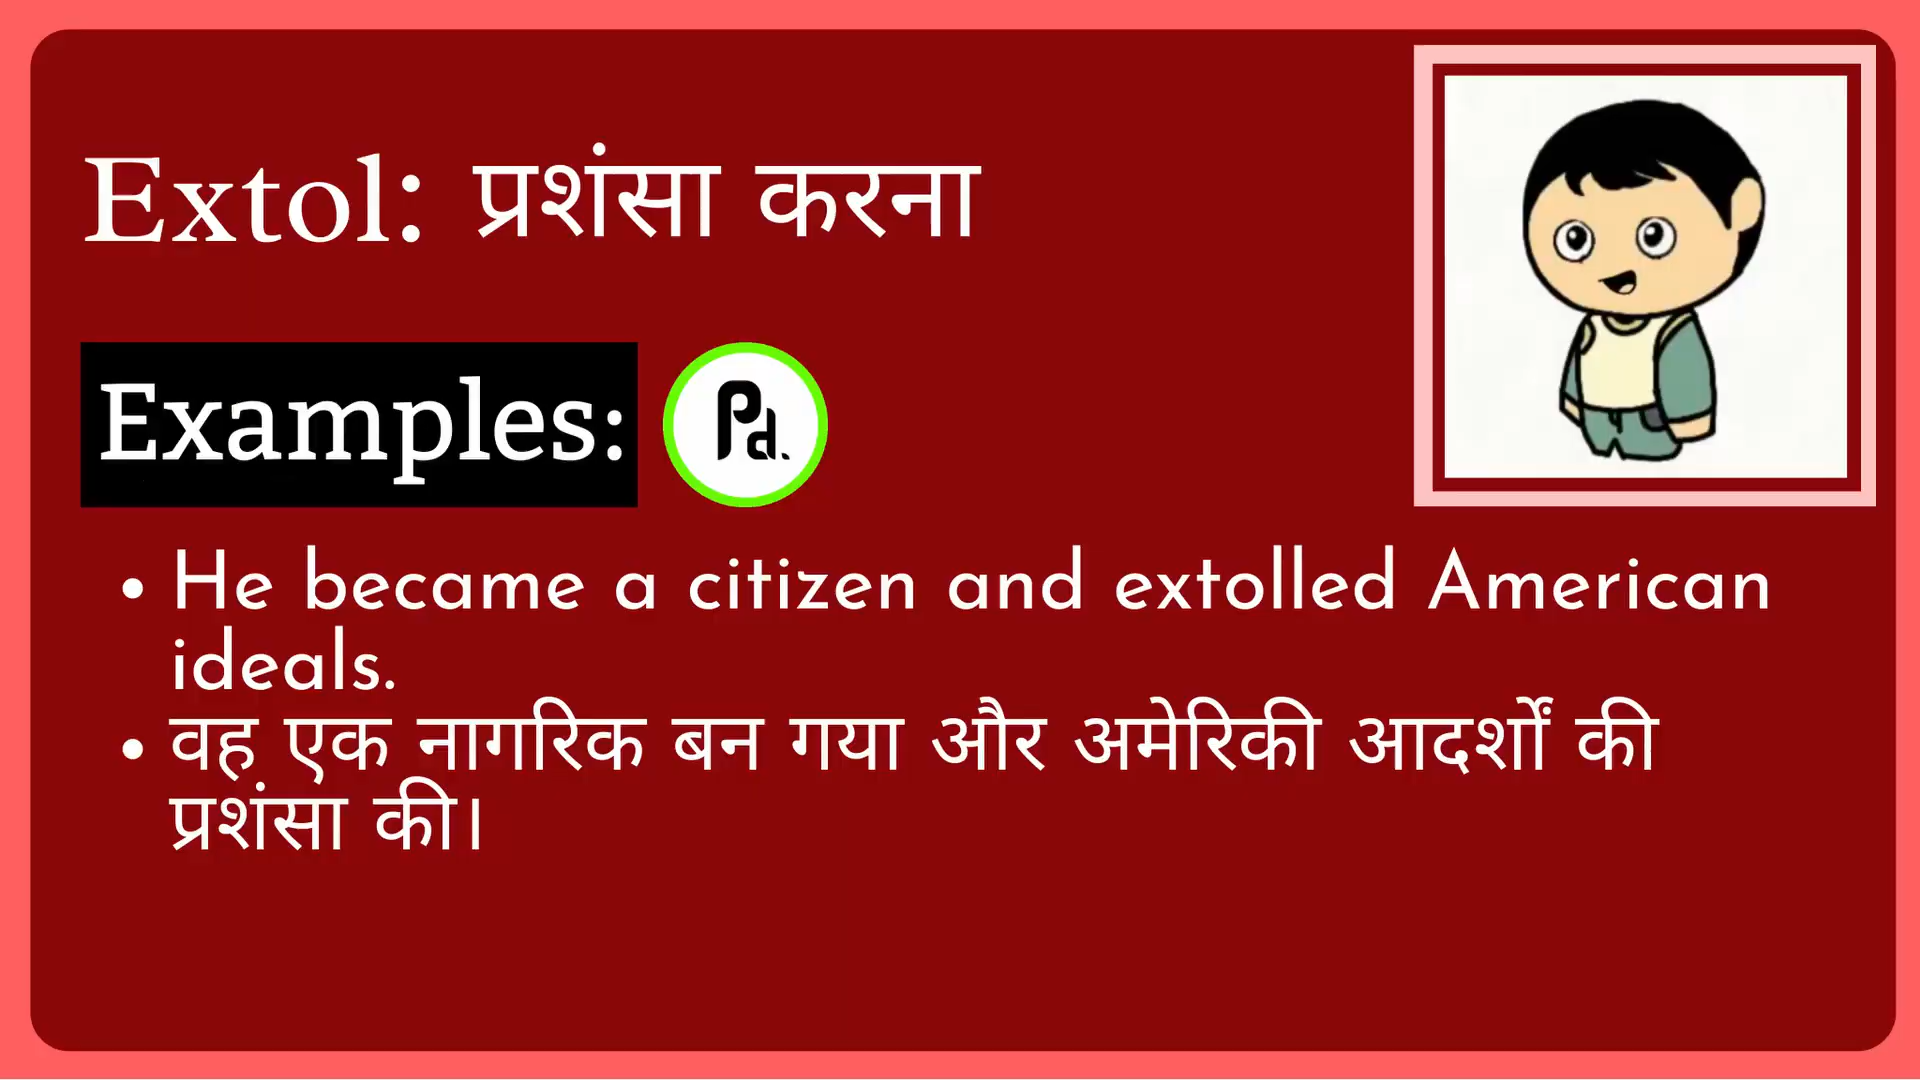 Extol: प्रशंसा करना
Examples:
Pd.
• He became a citizen and extolled American
ideals.
• वह एक नागरिक बन गया और अमेरिकी आदर्शों की
प्रशंसा की।